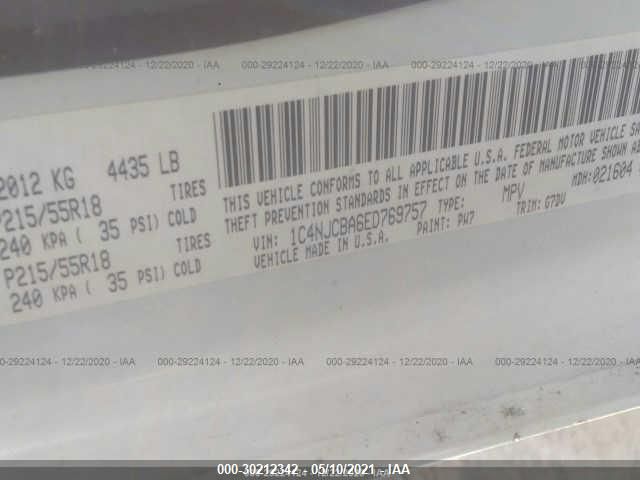 000-29224124 - 12/22/2020 - IAA
000-29224124 - 12/22/2020 - IAA
2012 KG 4435 LB
P215/55R18 TIRES
240 KPA ( 35 PSI) COLD
P215/55R18 TIRES
240 KPA ( 35 PSI) COLD
THIS VEHICLE CONFORMS TO ALL APPLICABLE U.S.A. FEDERAL MOTOR VEHICLE
THEFT PREVENTION STANDARDS IN EFFECT ON THE DATE OF MANUFACTURE SHOWN
VIN: 1C4NJCBA6ED769757 TYPE: MPV MDH: 021604
VEHICLE MADE IN U.S.A. PAINT: PW7 TRIM: G7DV
12/22/2020 - IAA 000-29224124 - 12/22/2020 - IAA 000-29224124 - 12/22/2020
000-29224124 - 12/22/2020 - IAA
000-30212342 - 05/10/2021 - IAA